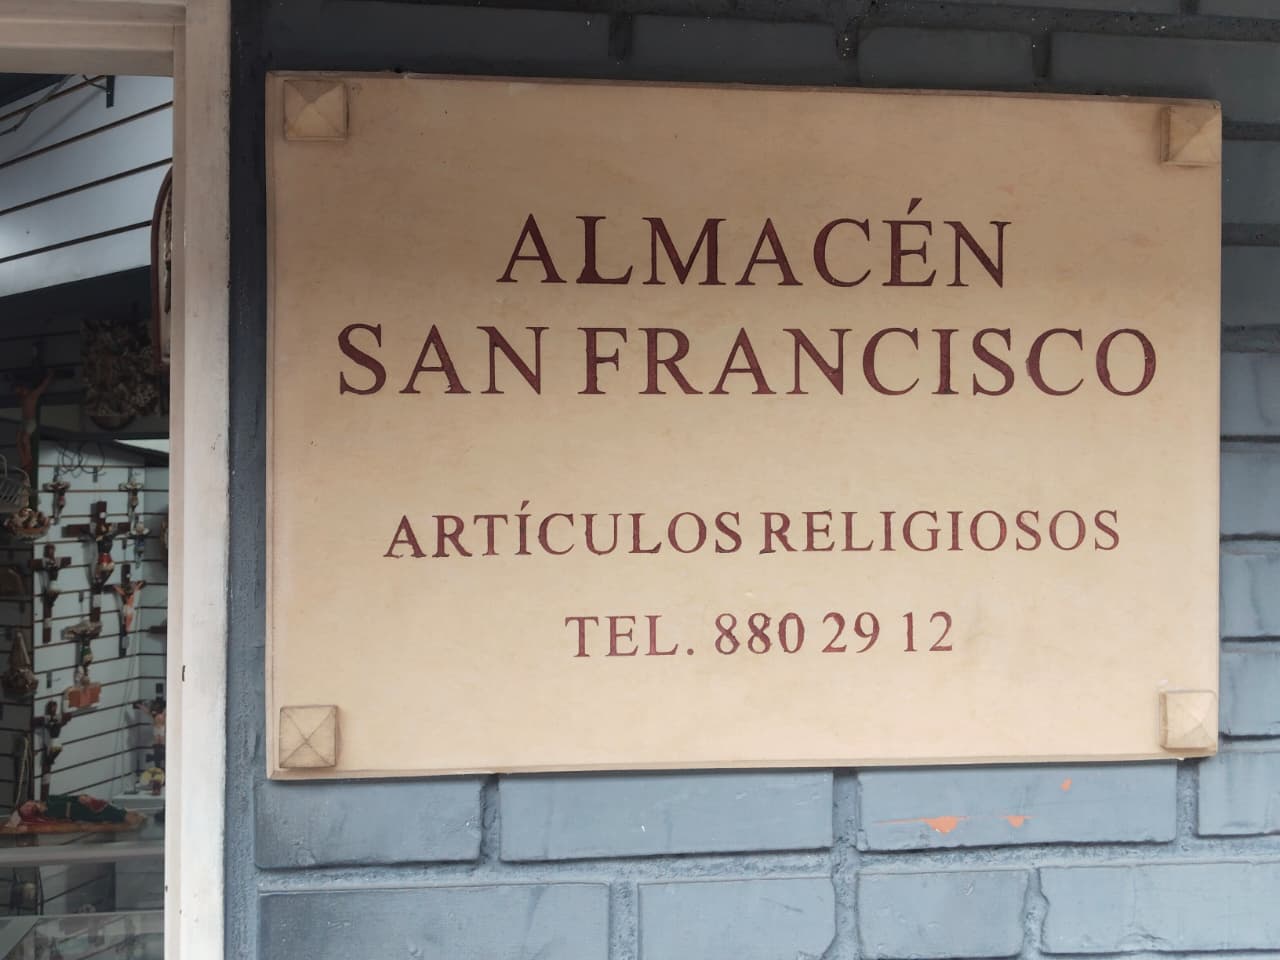 ALMACÉN
SAN FRANCISCO
ARTÍCULOS RELIGIOSOS
TEL. 880 29 12